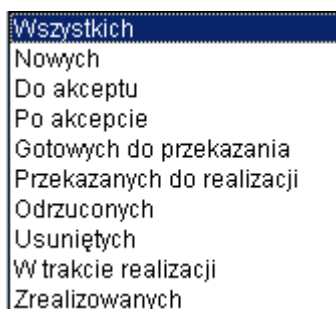 Wszystkich
Nowych
Do akceptu
Po akcepcie
Gotowych do przekazania
Przekazanych do realizacji
Odrzuconych
Usuniętych
W trakcie realizacji
Zrealizowanych